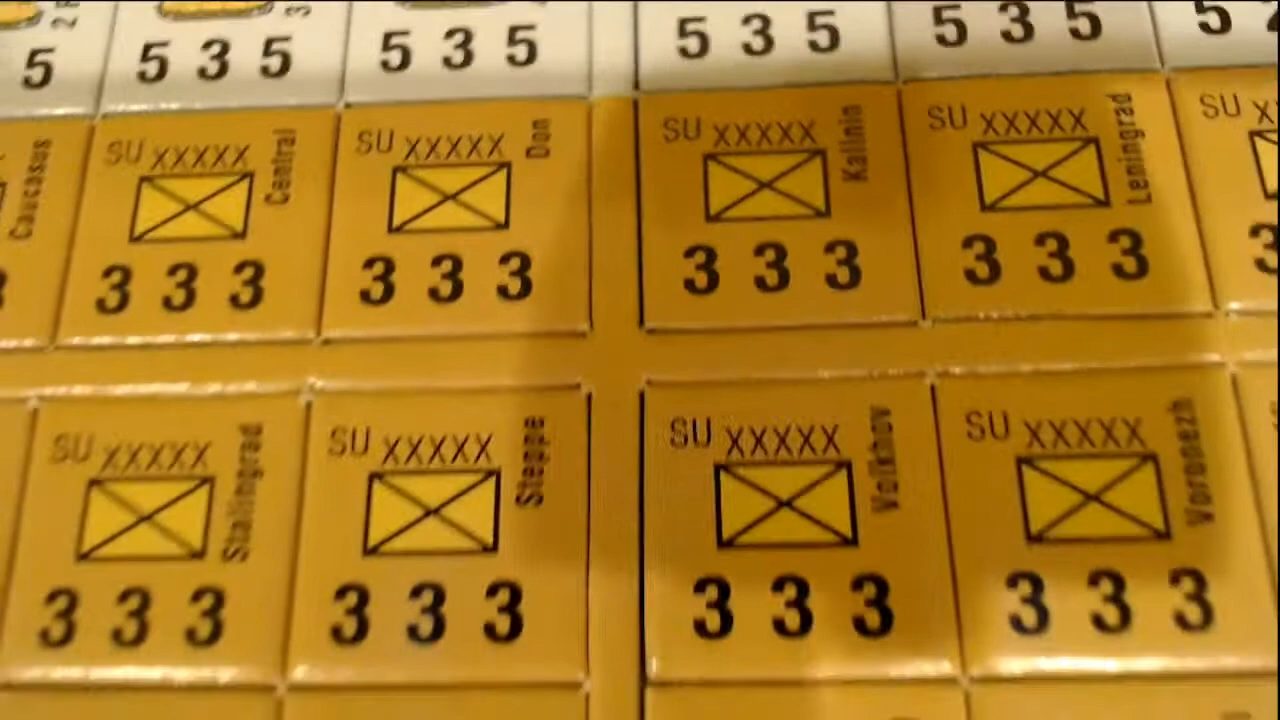 5 5 3 5 5 3 5 5 3 5 5 3 5 5
Caucasus
SU XXXXX Central
3 3 3
SU XXXXX Don
3 3 3
SU XXXXX Kalinin
3 3 3
SU XXXXX Leningrad
3 3 3
SU X
3
SU XXXXX Stalingrad
3 3 3
SU XXXXX Steppe
3 3 3
SU XXXXX Volkhov
3 3 3
SU XXXXX Voronezh
3 3 3